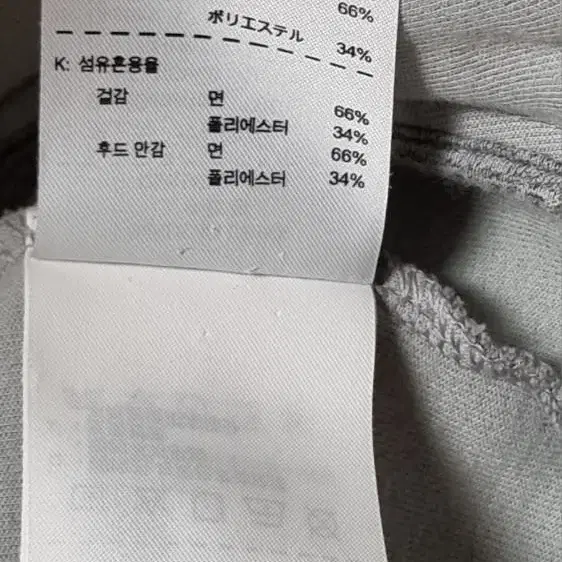 66%
ポリエステル 34%
K: 섬유혼용율
겉감 면 66%
폴리에스터 34%
후드 안감 면 66%
폴리에스터 34%